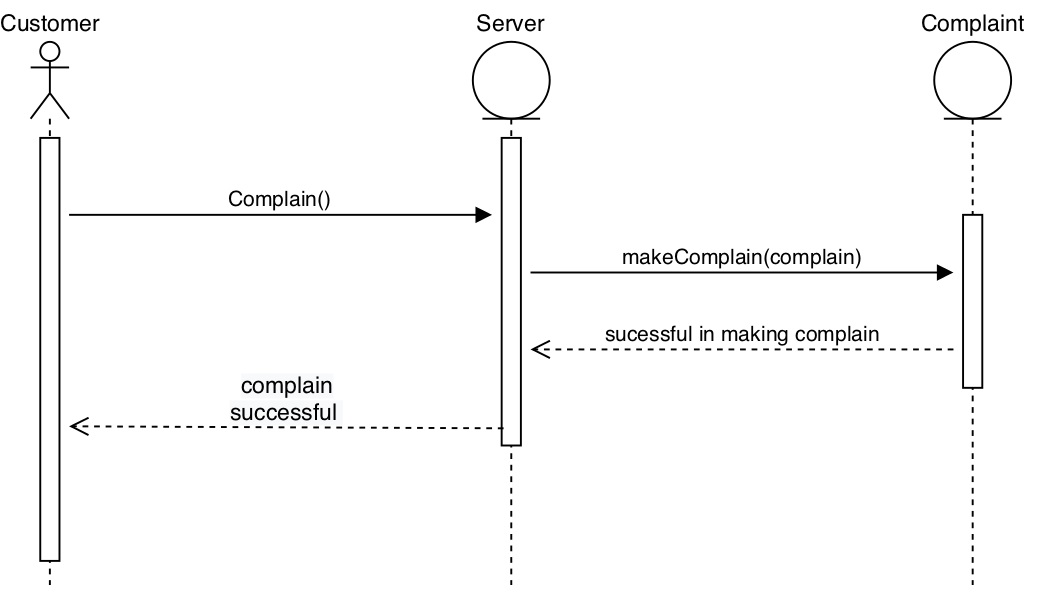 Customer
Server
Complaint
Complain()
makeComplain(complain)
sucessful in making complain
complain
successful